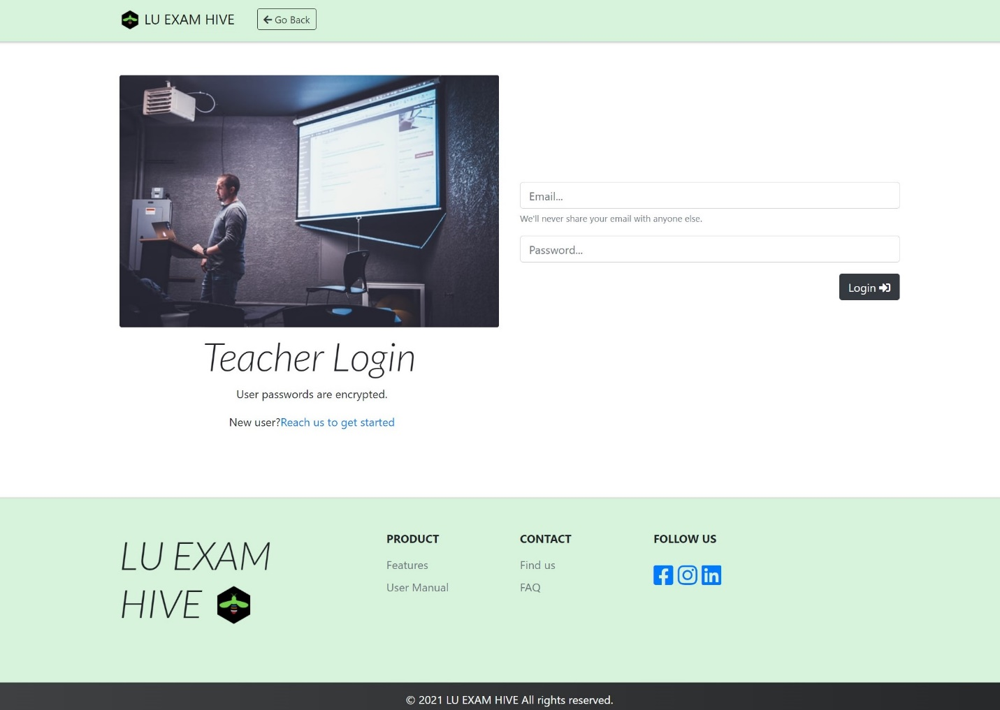 LU EXAM HIVE
Go Back
Email...
We'll never share your email with anyone else.
Password...
Login
Teacher Login
User passwords are encrypted.
New user?Reach us to get started
LU EXAM
HIVE
PRODUCT
Features
User Manual
CONTACT
Find us
FAQ
FOLLOW US
© 2021 LU EXAM HIVE All rights reserved.